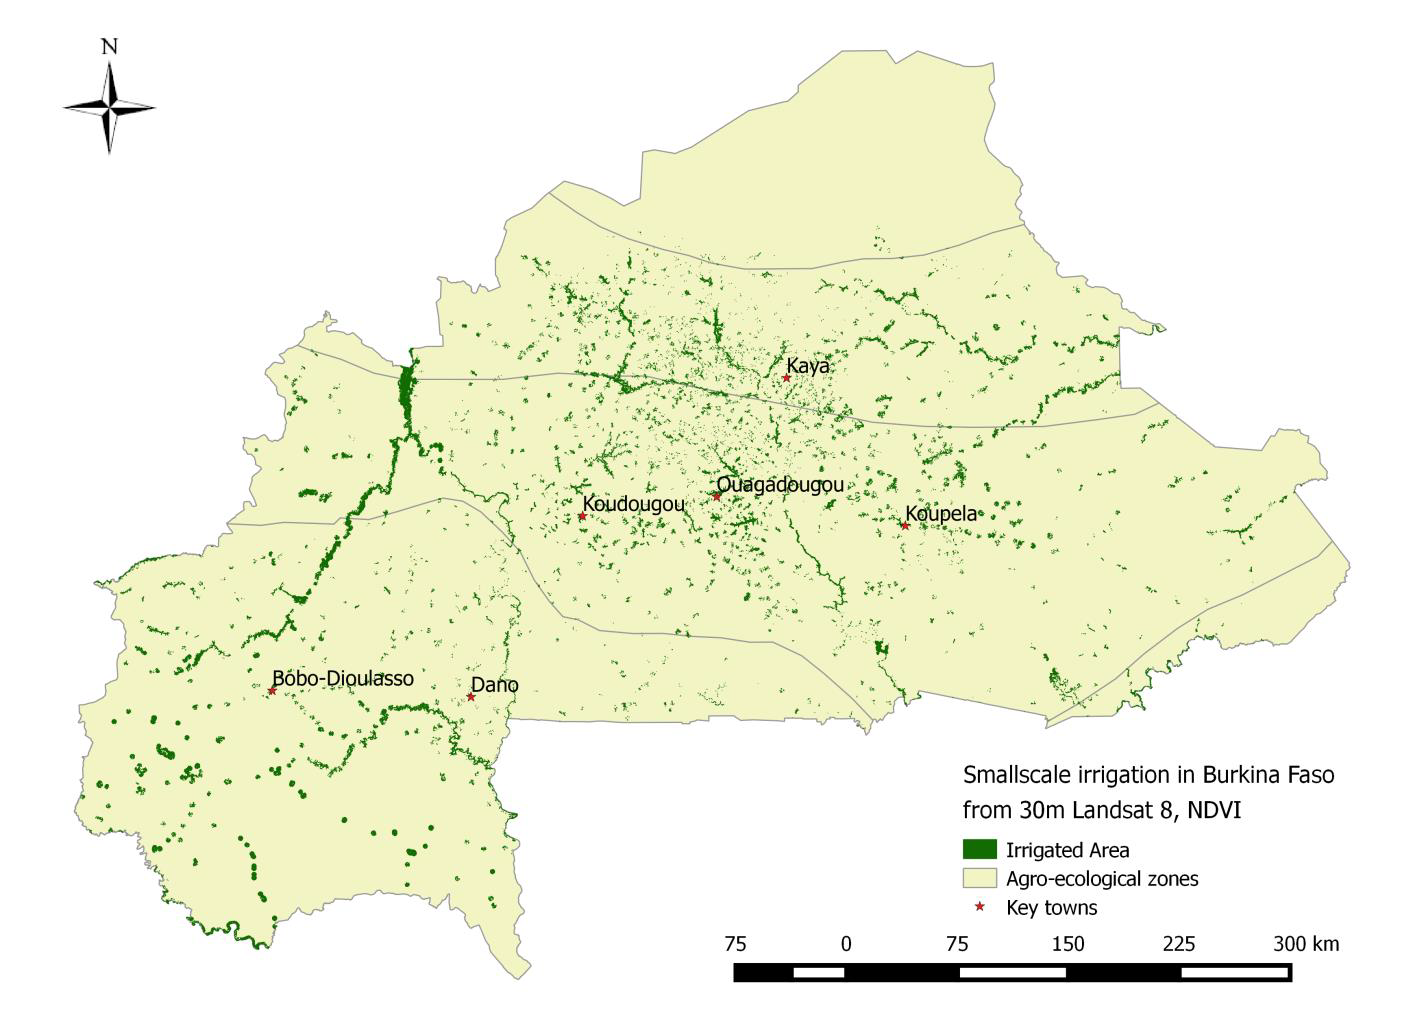 N
Kaya
Ouagadougou
Koudougou
Koupela
Bobo-Dioulasso
Dano
Smallscale irrigation in Burkina Faso
from 30m Landsat 8, NDVI
Irrigated Area
Agro-ecological zones
Key towns
75 0 75 150 225 300 km